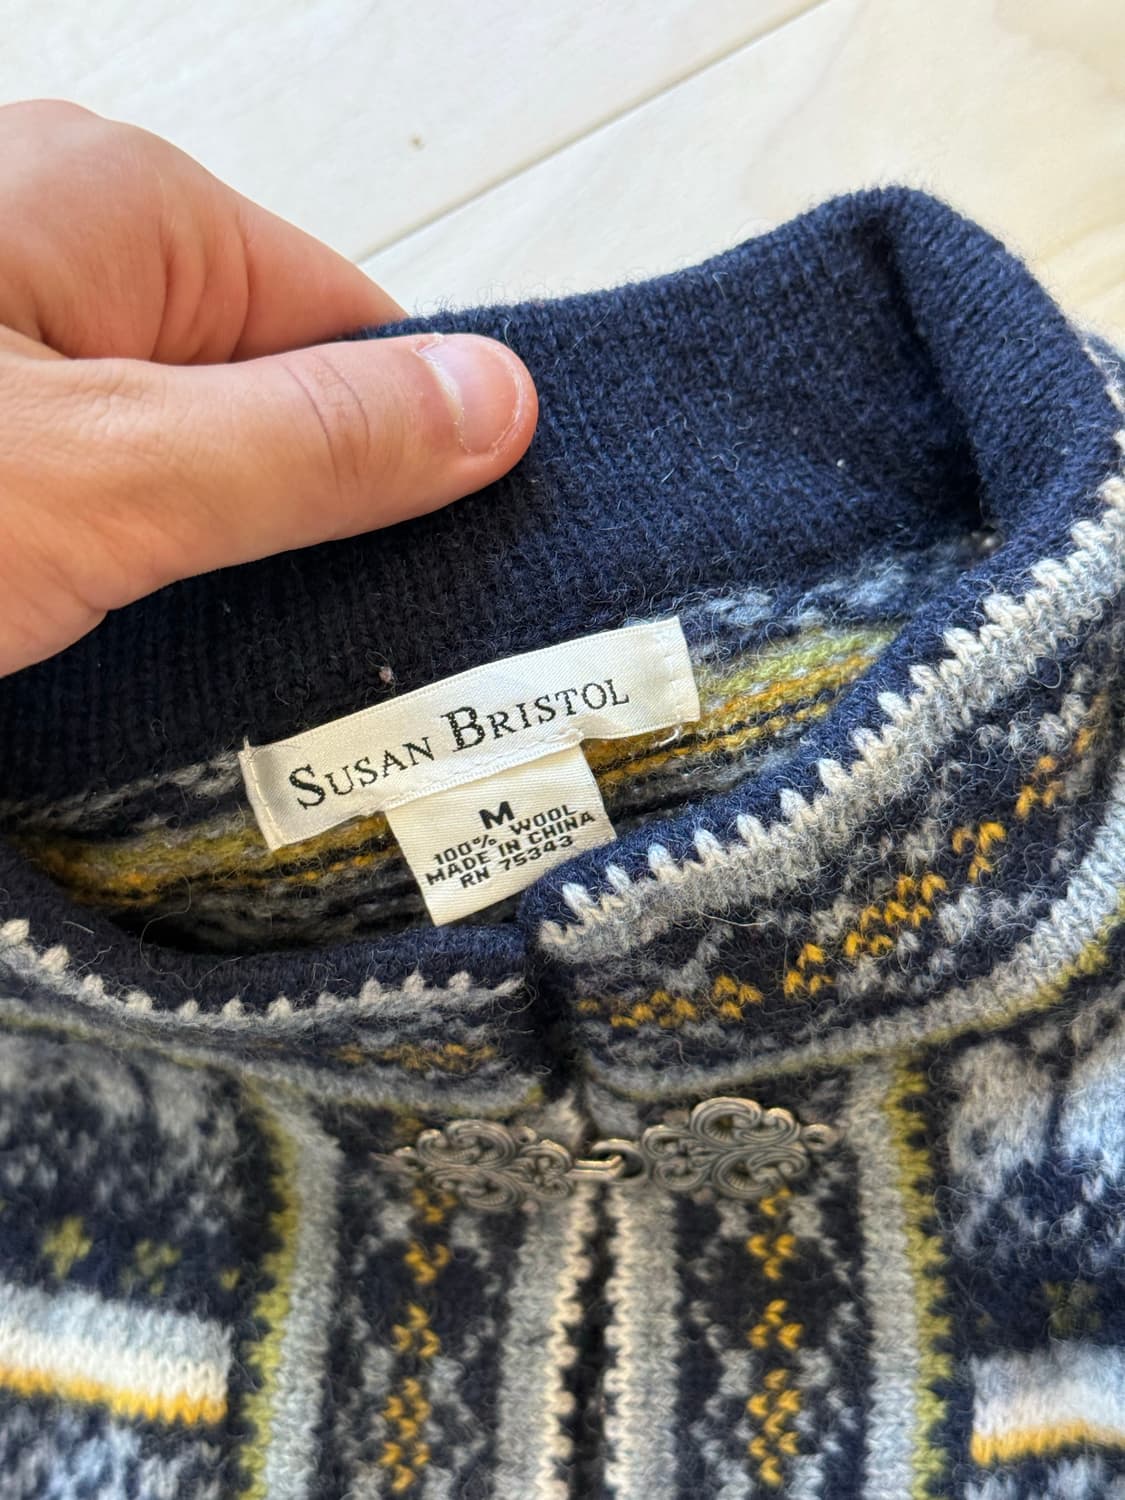 SUSAN BRISTOL
M
100% WOOL
MADE IN CHINA
RN 75343